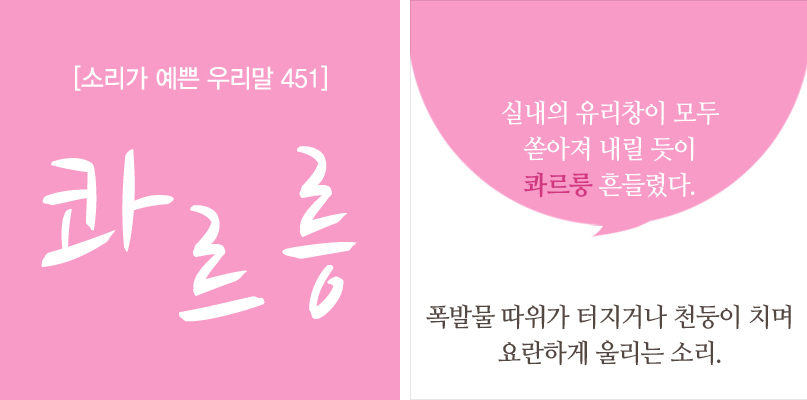 [소리가 예쁜 우리말 451]
콰르릉
실내의 유리창이 모두
쏟아져 내릴 듯이
콰르릉 흔들렸다.
폭발물 따위가 터지거나 천둥이 치며
요란하게 울리는 소리.